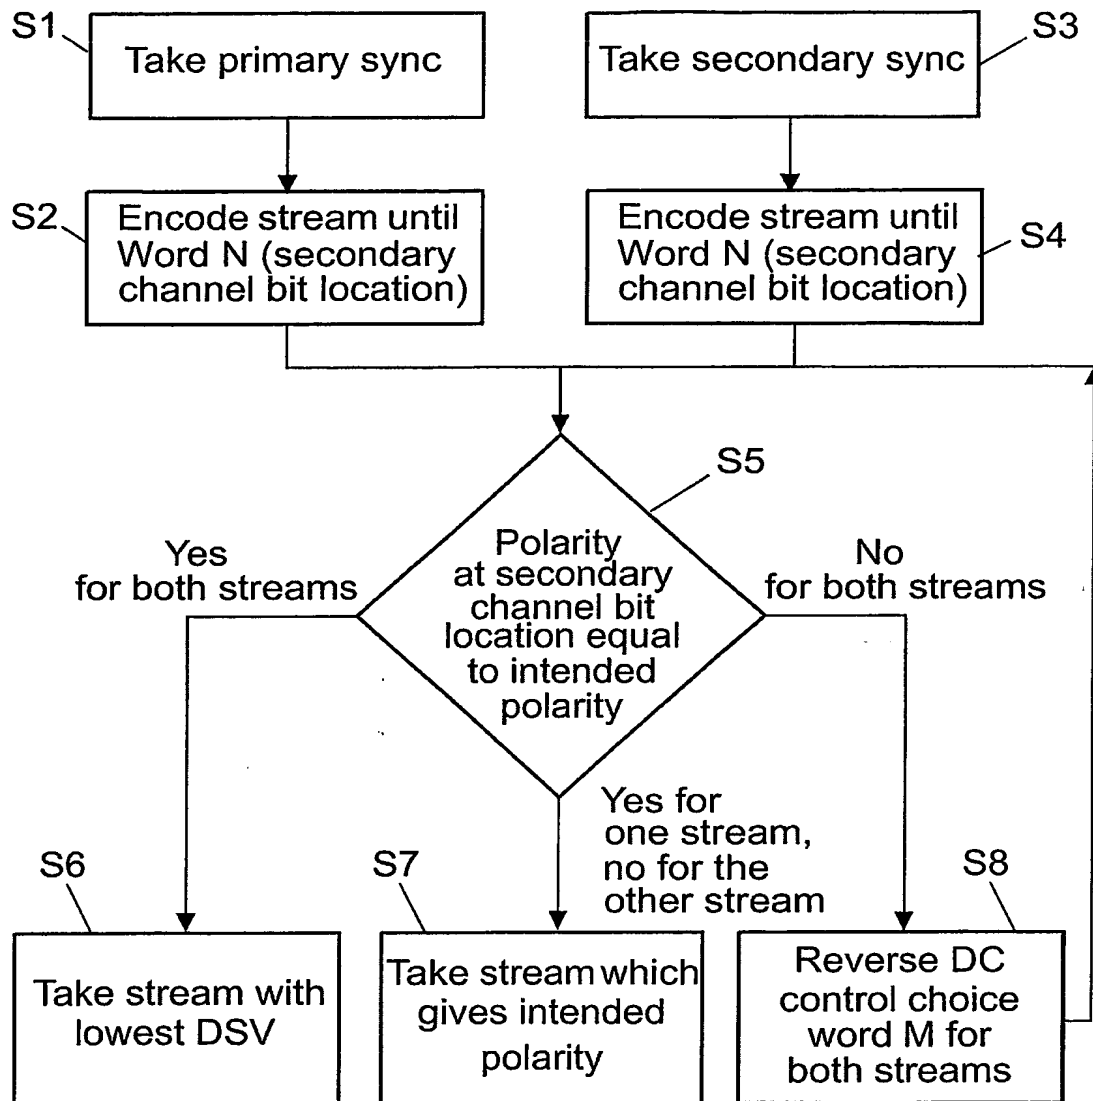 S1
Take primary sync
Take secondary sync
S3
S2
Encode stream until
Word N (secondary
channel bit location)
Encode stream until
Word N (secondary
channel bit location)
S4
S5
Yes
for both streams
Polarity
at secondary
channel bit
location equal
to intended
polarity
No
for both streams
Yes for
one stream,
no for the
other stream
S6
Take stream with
lowest DSV
S7
Take stream which
gives intended
polarity
S8
Reverse DC
control choice
word M for
both streams